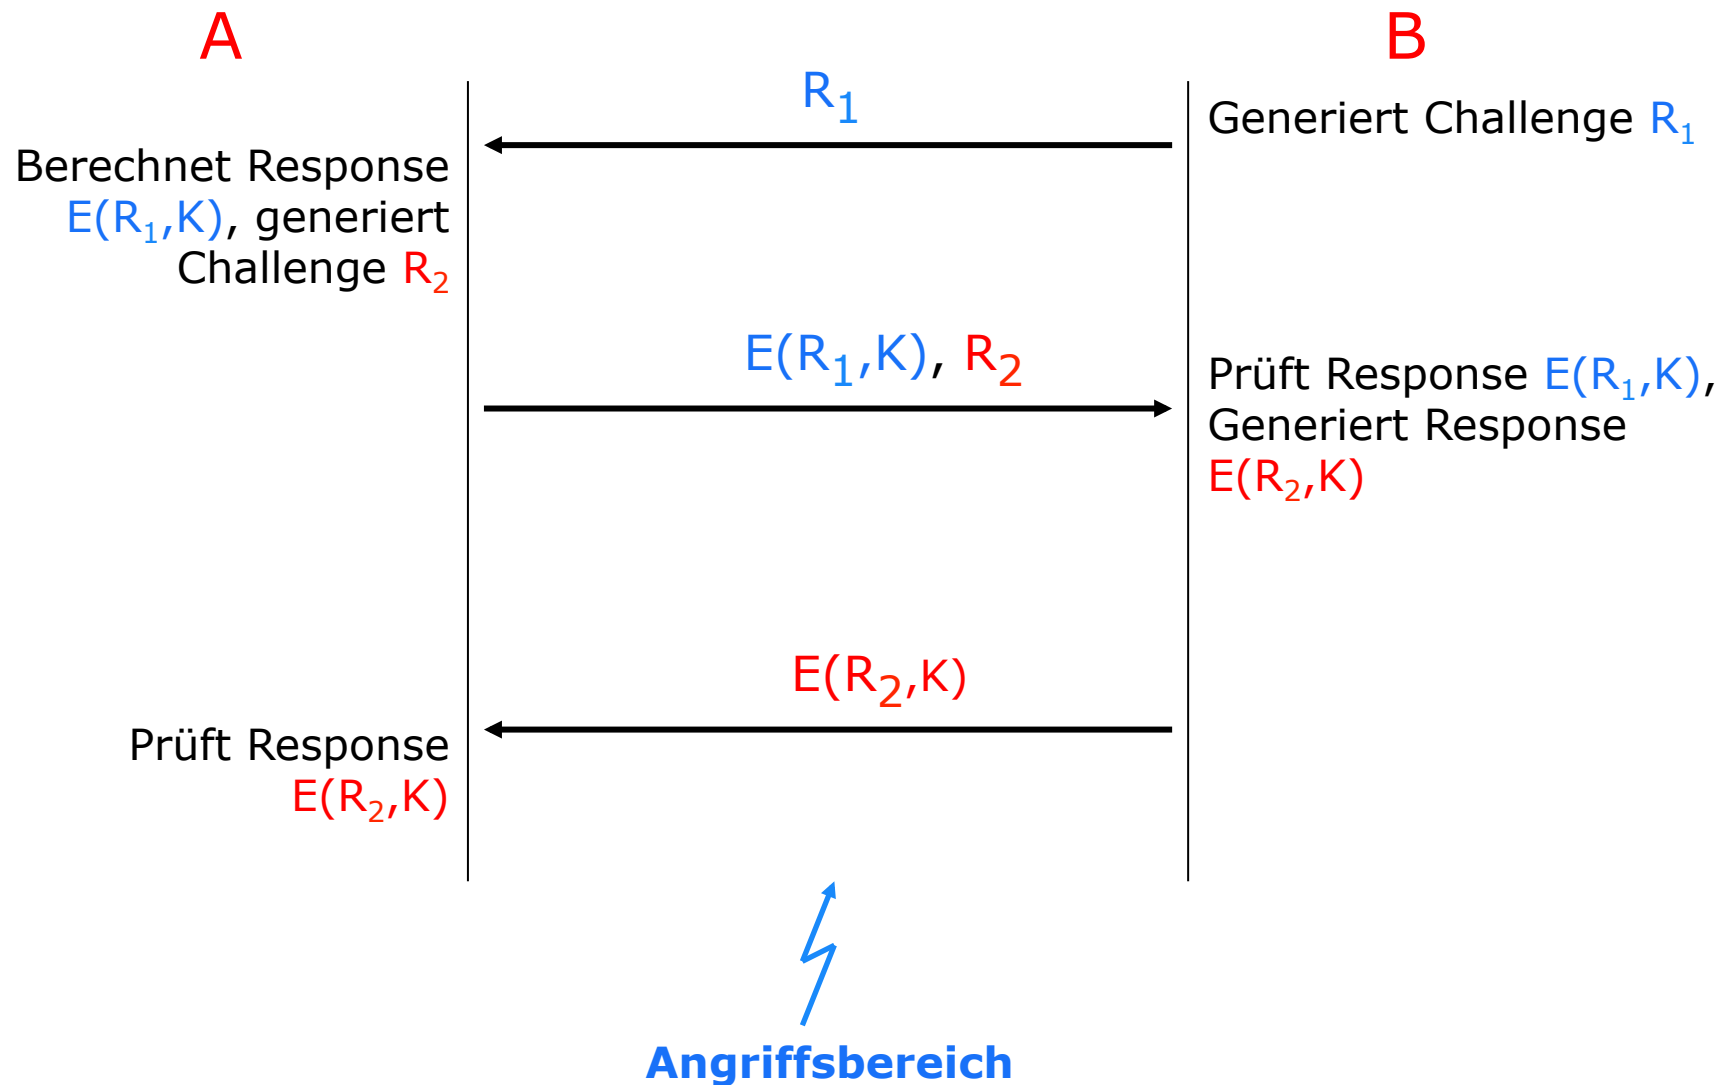 A
B
R₁
Generiert Challenge R₁
Berechnet Response
E(R₁,K), generiert
Challenge R₂
E(R₁,K), R₂
Prüft Response E(R₁,K),
Generiert Response
E(R₂,K)
E(R₂,K)
Prüft Response
E(R₂,K)
Angriffsbereich